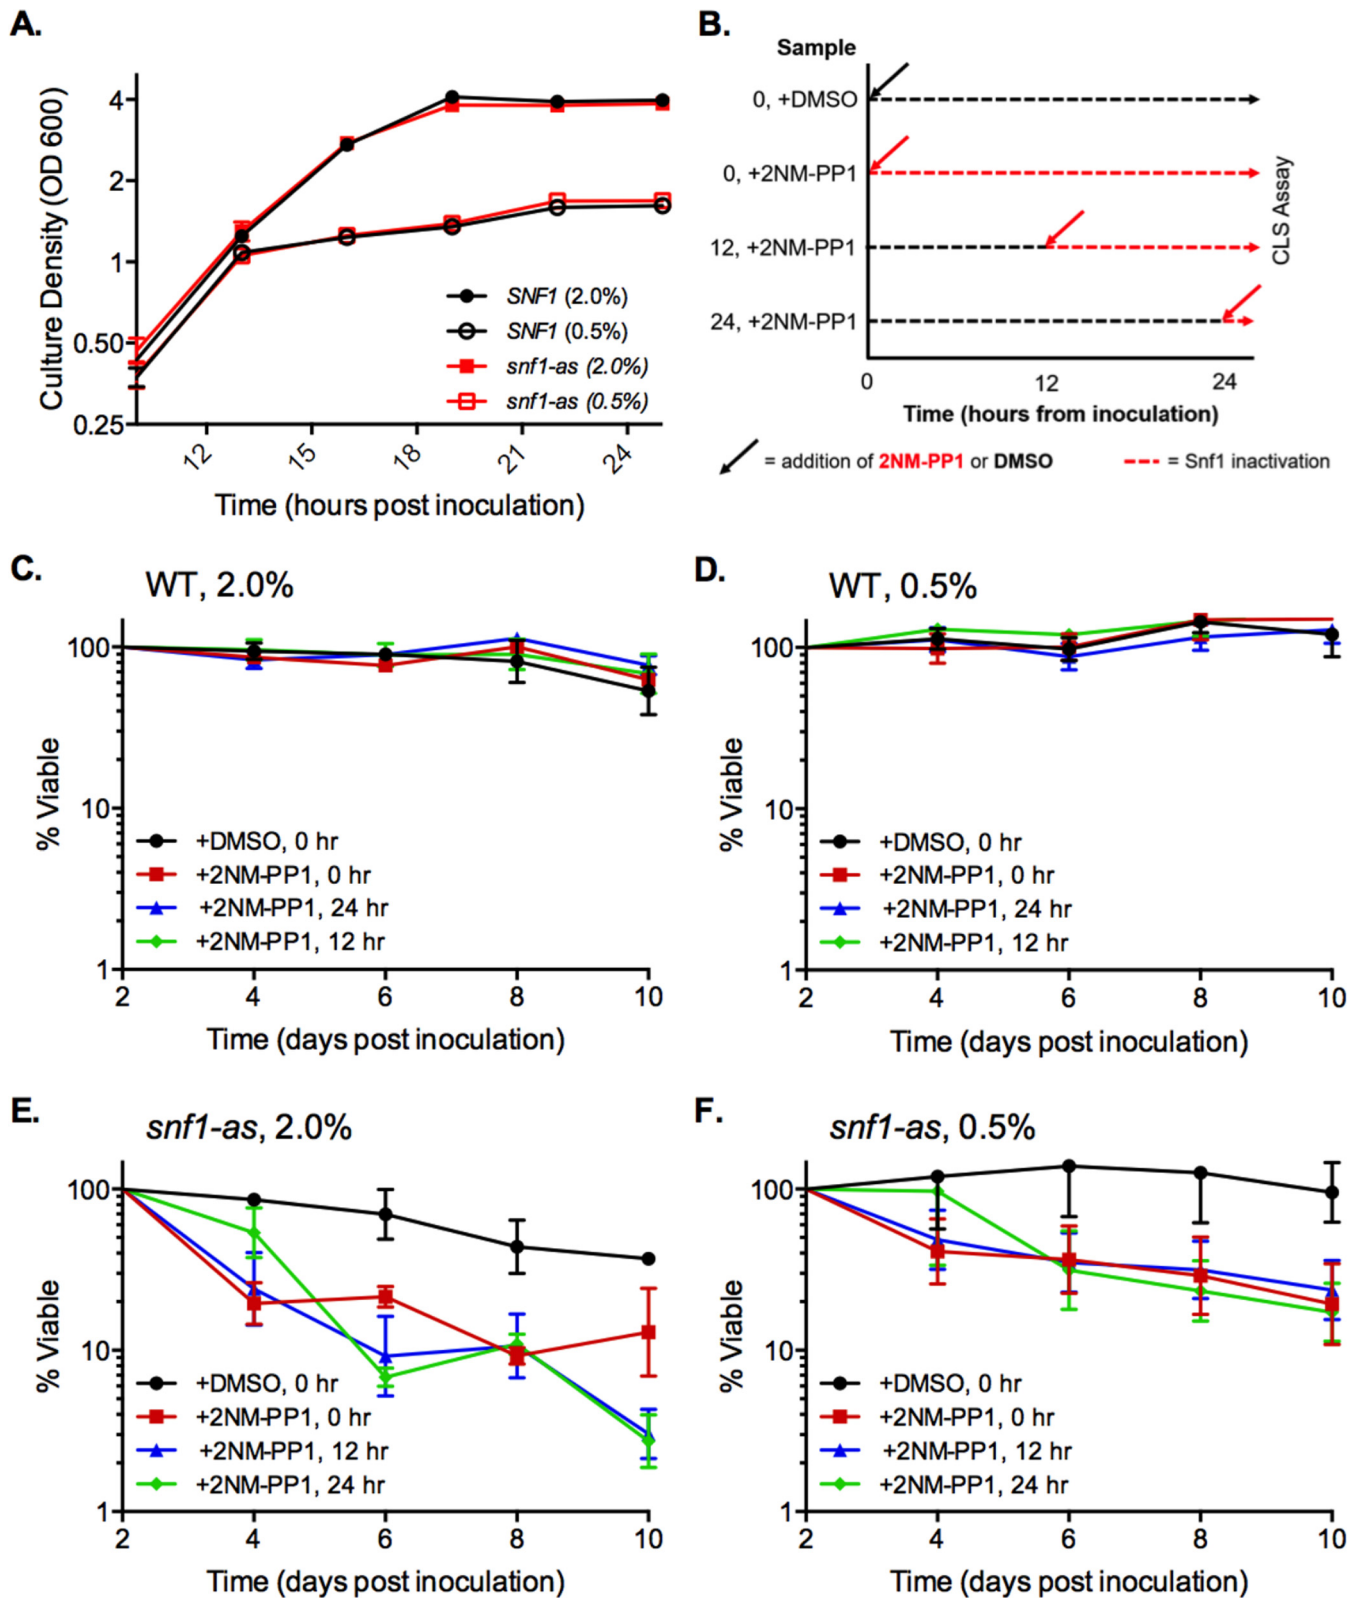 A.
Culture Density (OD 600)
4
2
1
0.50
0.25
12
15
18
21
24
Time (hours post inoculation)
SNF1 (2.0%)
SNF1 (0.5%)
snf1-as (2.0%)
snf1-as (0.5%)
B.
Sample
0, +DMSO
0, +2NM-PP1
12, +2NM-PP1
24, +2NM-PP1
CLS Assay
0
12
24
Time (hours from inoculation)
= addition of 2NM-PP1 or DMSO
= Snf1 inactivation
C.
WT, 2.0%
% Viable
100
10
1
+DMSO, 0 hr
+2NM-PP1, 0 hr
+2NM-PP1, 24 hr
+2NM-PP1, 12 hr
2
4
6
8
10
Time (days post inoculation)
D.
WT, 0.5%
% Viable
100
10
1
+DMSO, 0 hr
+2NM-PP1, 0 hr
+2NM-PP1, 24 hr
+2NM-PP1, 12 hr
2
4
6
8
10
Time (days post inoculation)
E.
snf1-as, 2.0%
% Viable
100
10
1
+DMSO, 0 hr
+2NM-PP1, 0 hr
+2NM-PP1, 12 hr
+2NM-PP1, 24 hr
2
4
6
8
10
Time (days post inoculation)
F.
snf1-as, 0.5%
% Viable
100
10
1
+DMSO, 0 hr
+2NM-PP1, 0 hr
+2NM-PP1, 12 hr
+2NM-PP1, 24 hr
2
4
6
8
10
Time (days post inoculation)